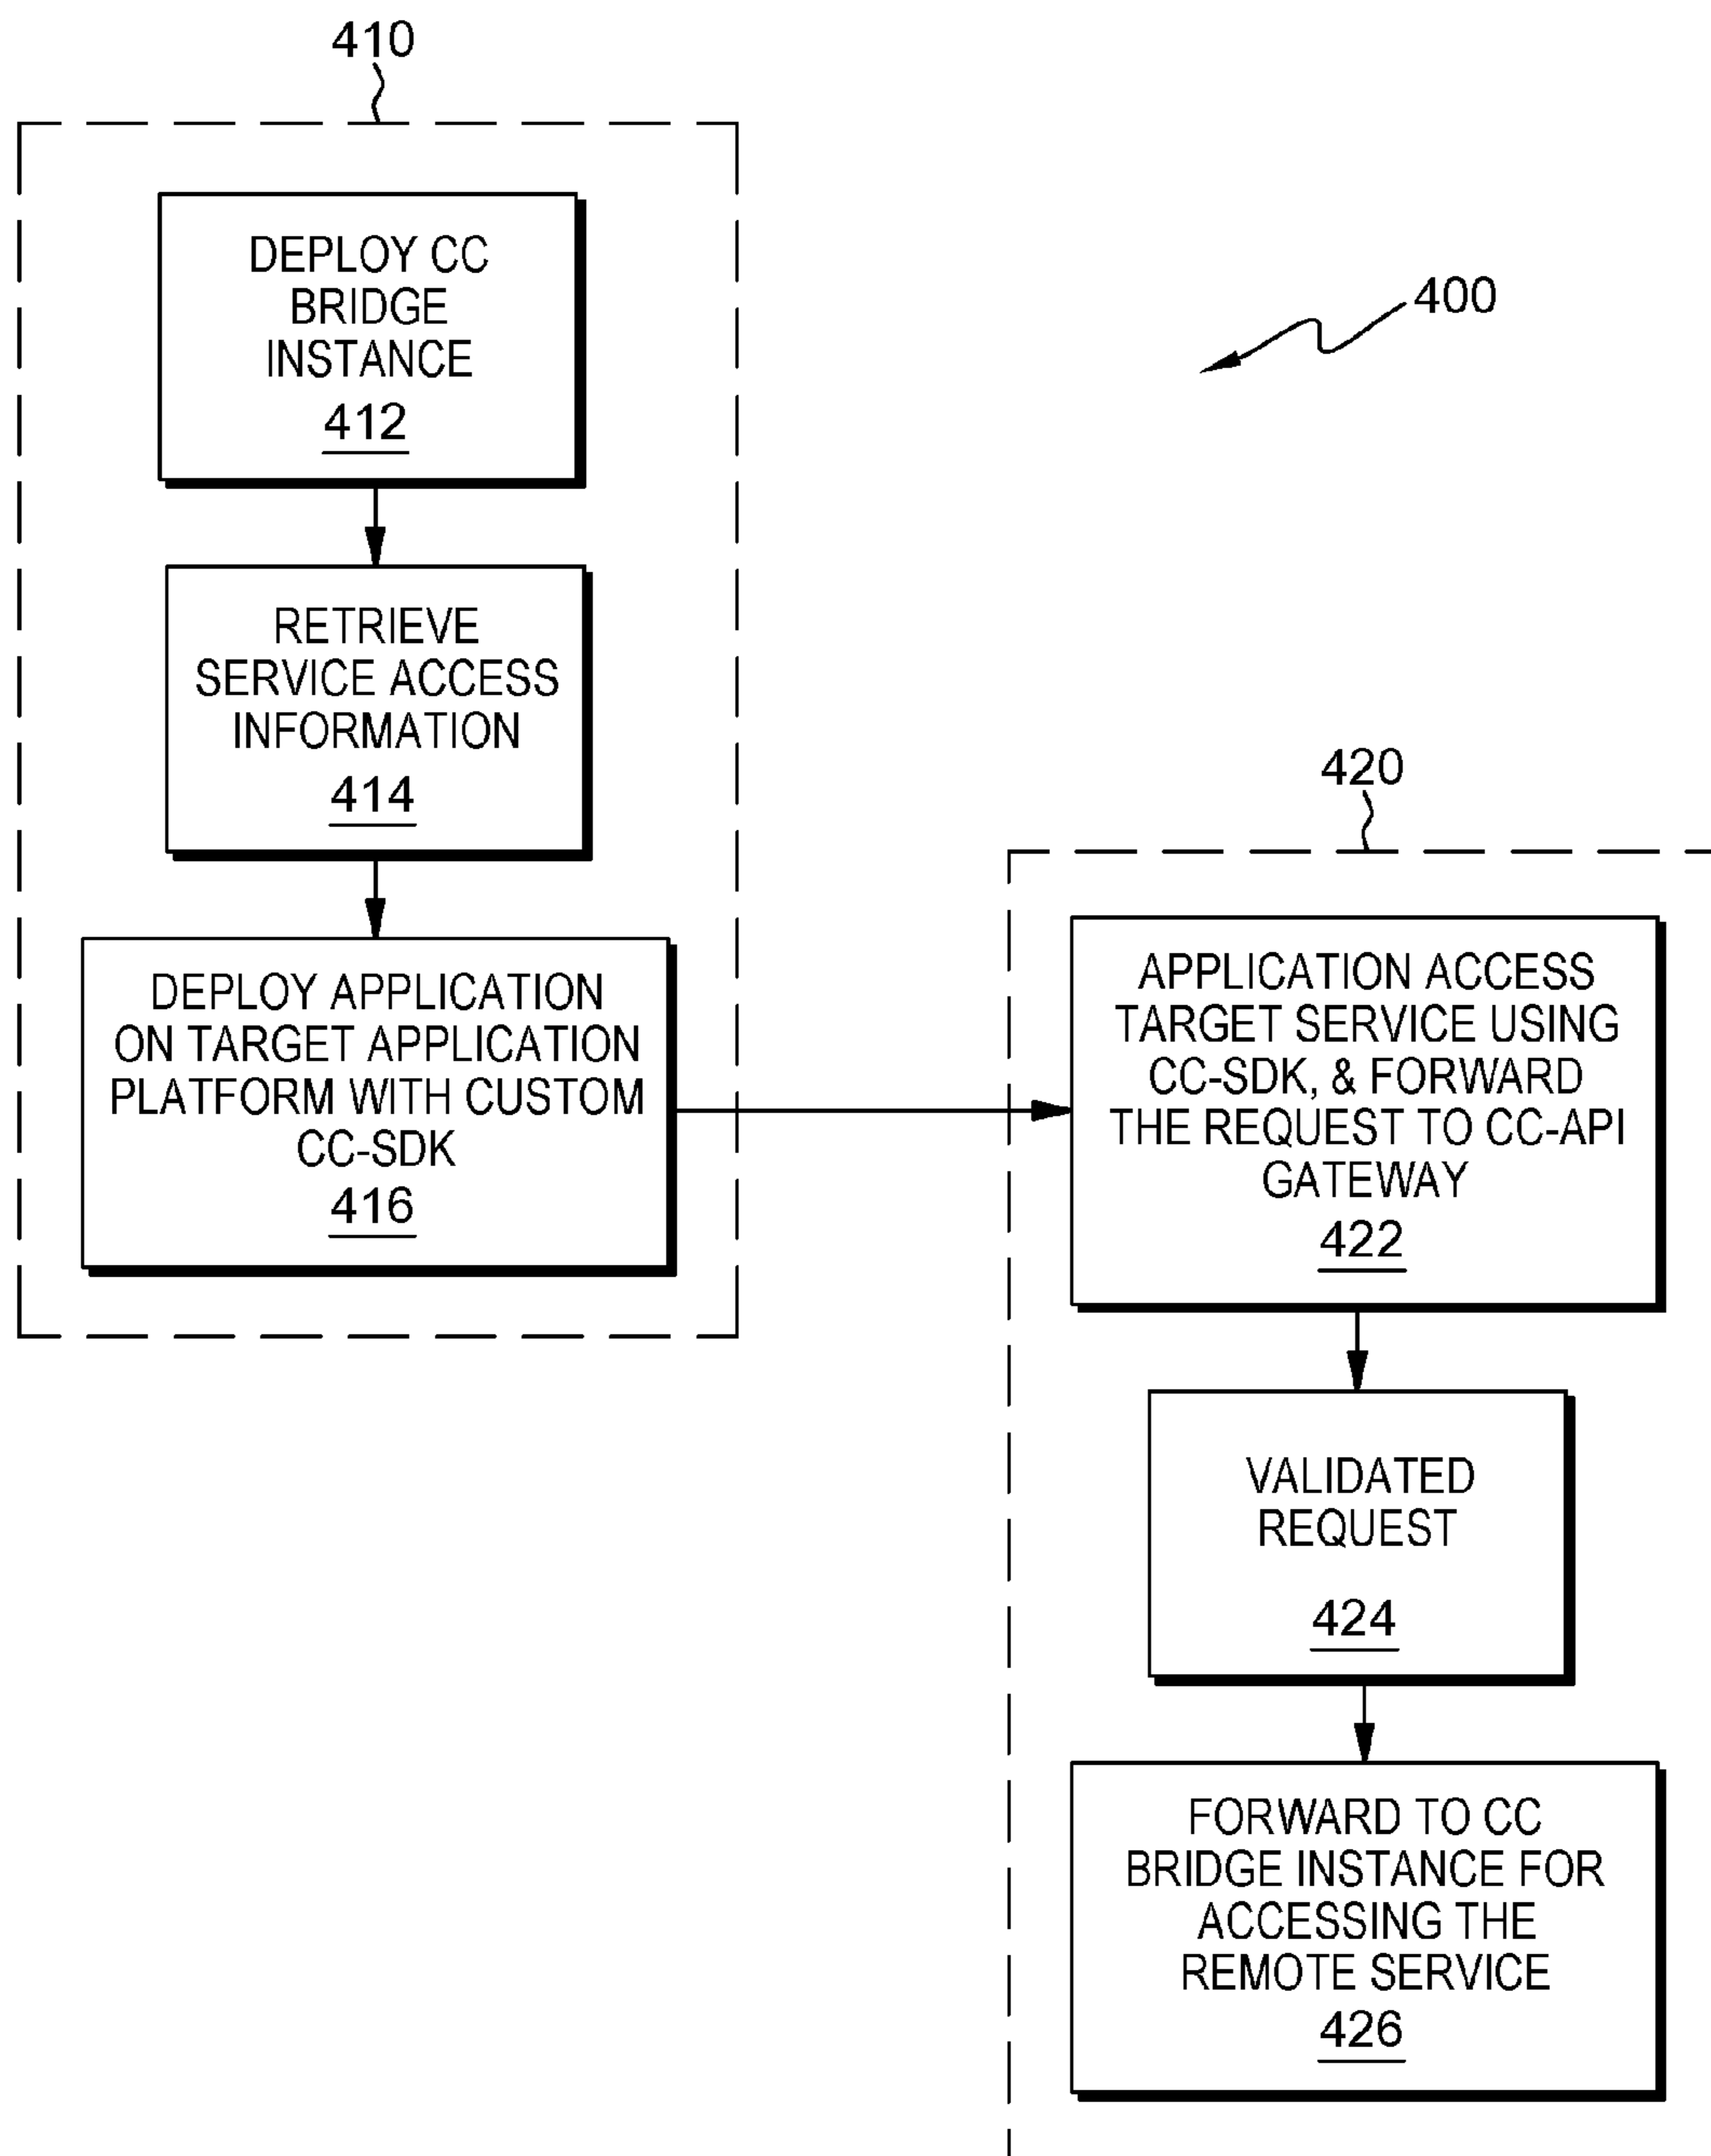 410
DEPLOY CC
BRIDGE
INSTANCE
412
RETRIEVE
SERVICE ACCESS
INFORMATION
414
DEPLOY APPLICATION
ON TARGET APPLICATION
PLATFORM WITH CUSTOM
CC-SDK
416
400
420
APPLICATION ACCESS
TARGET SERVICE USING
CC-SDK, & FORWARD
THE REQUEST TO CC-API
GATEWAY
422
VALIDATED
REQUEST
424
FORWARD TO CC
BRIDGE INSTANCE FOR
ACCESSING THE
REMOTE SERVICE
426